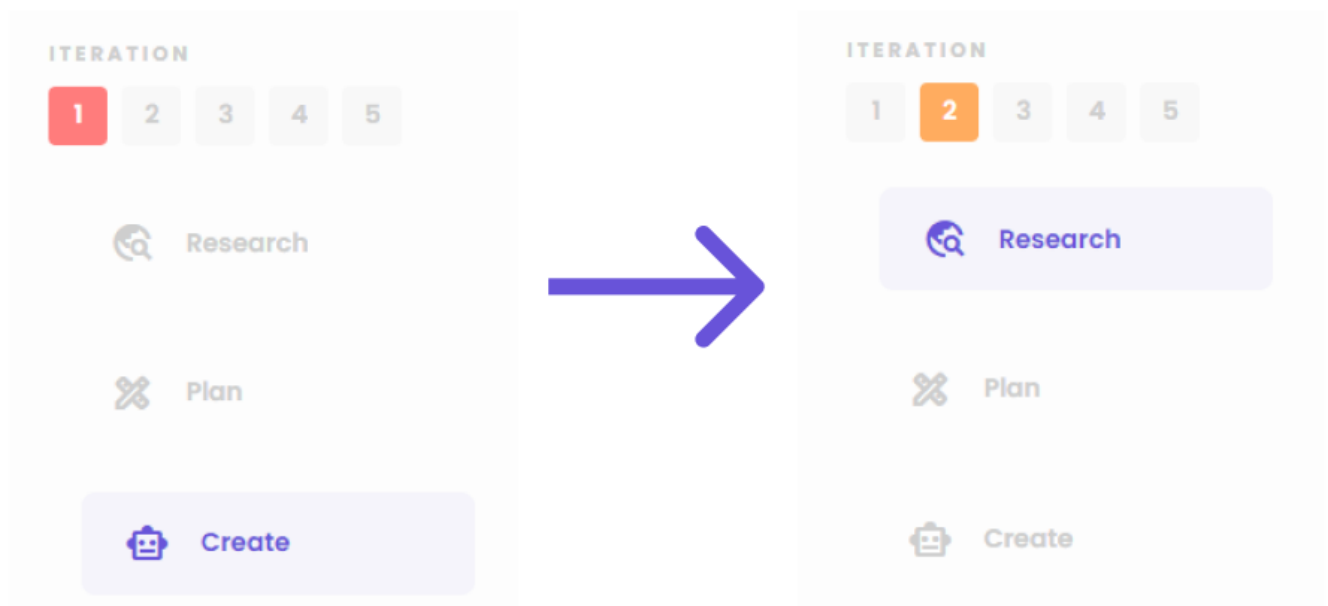 ITERATION
1 2 3 4 5
Research
Plan
Create
ITERATION
1 2 3 4 5
Research
Plan
Create